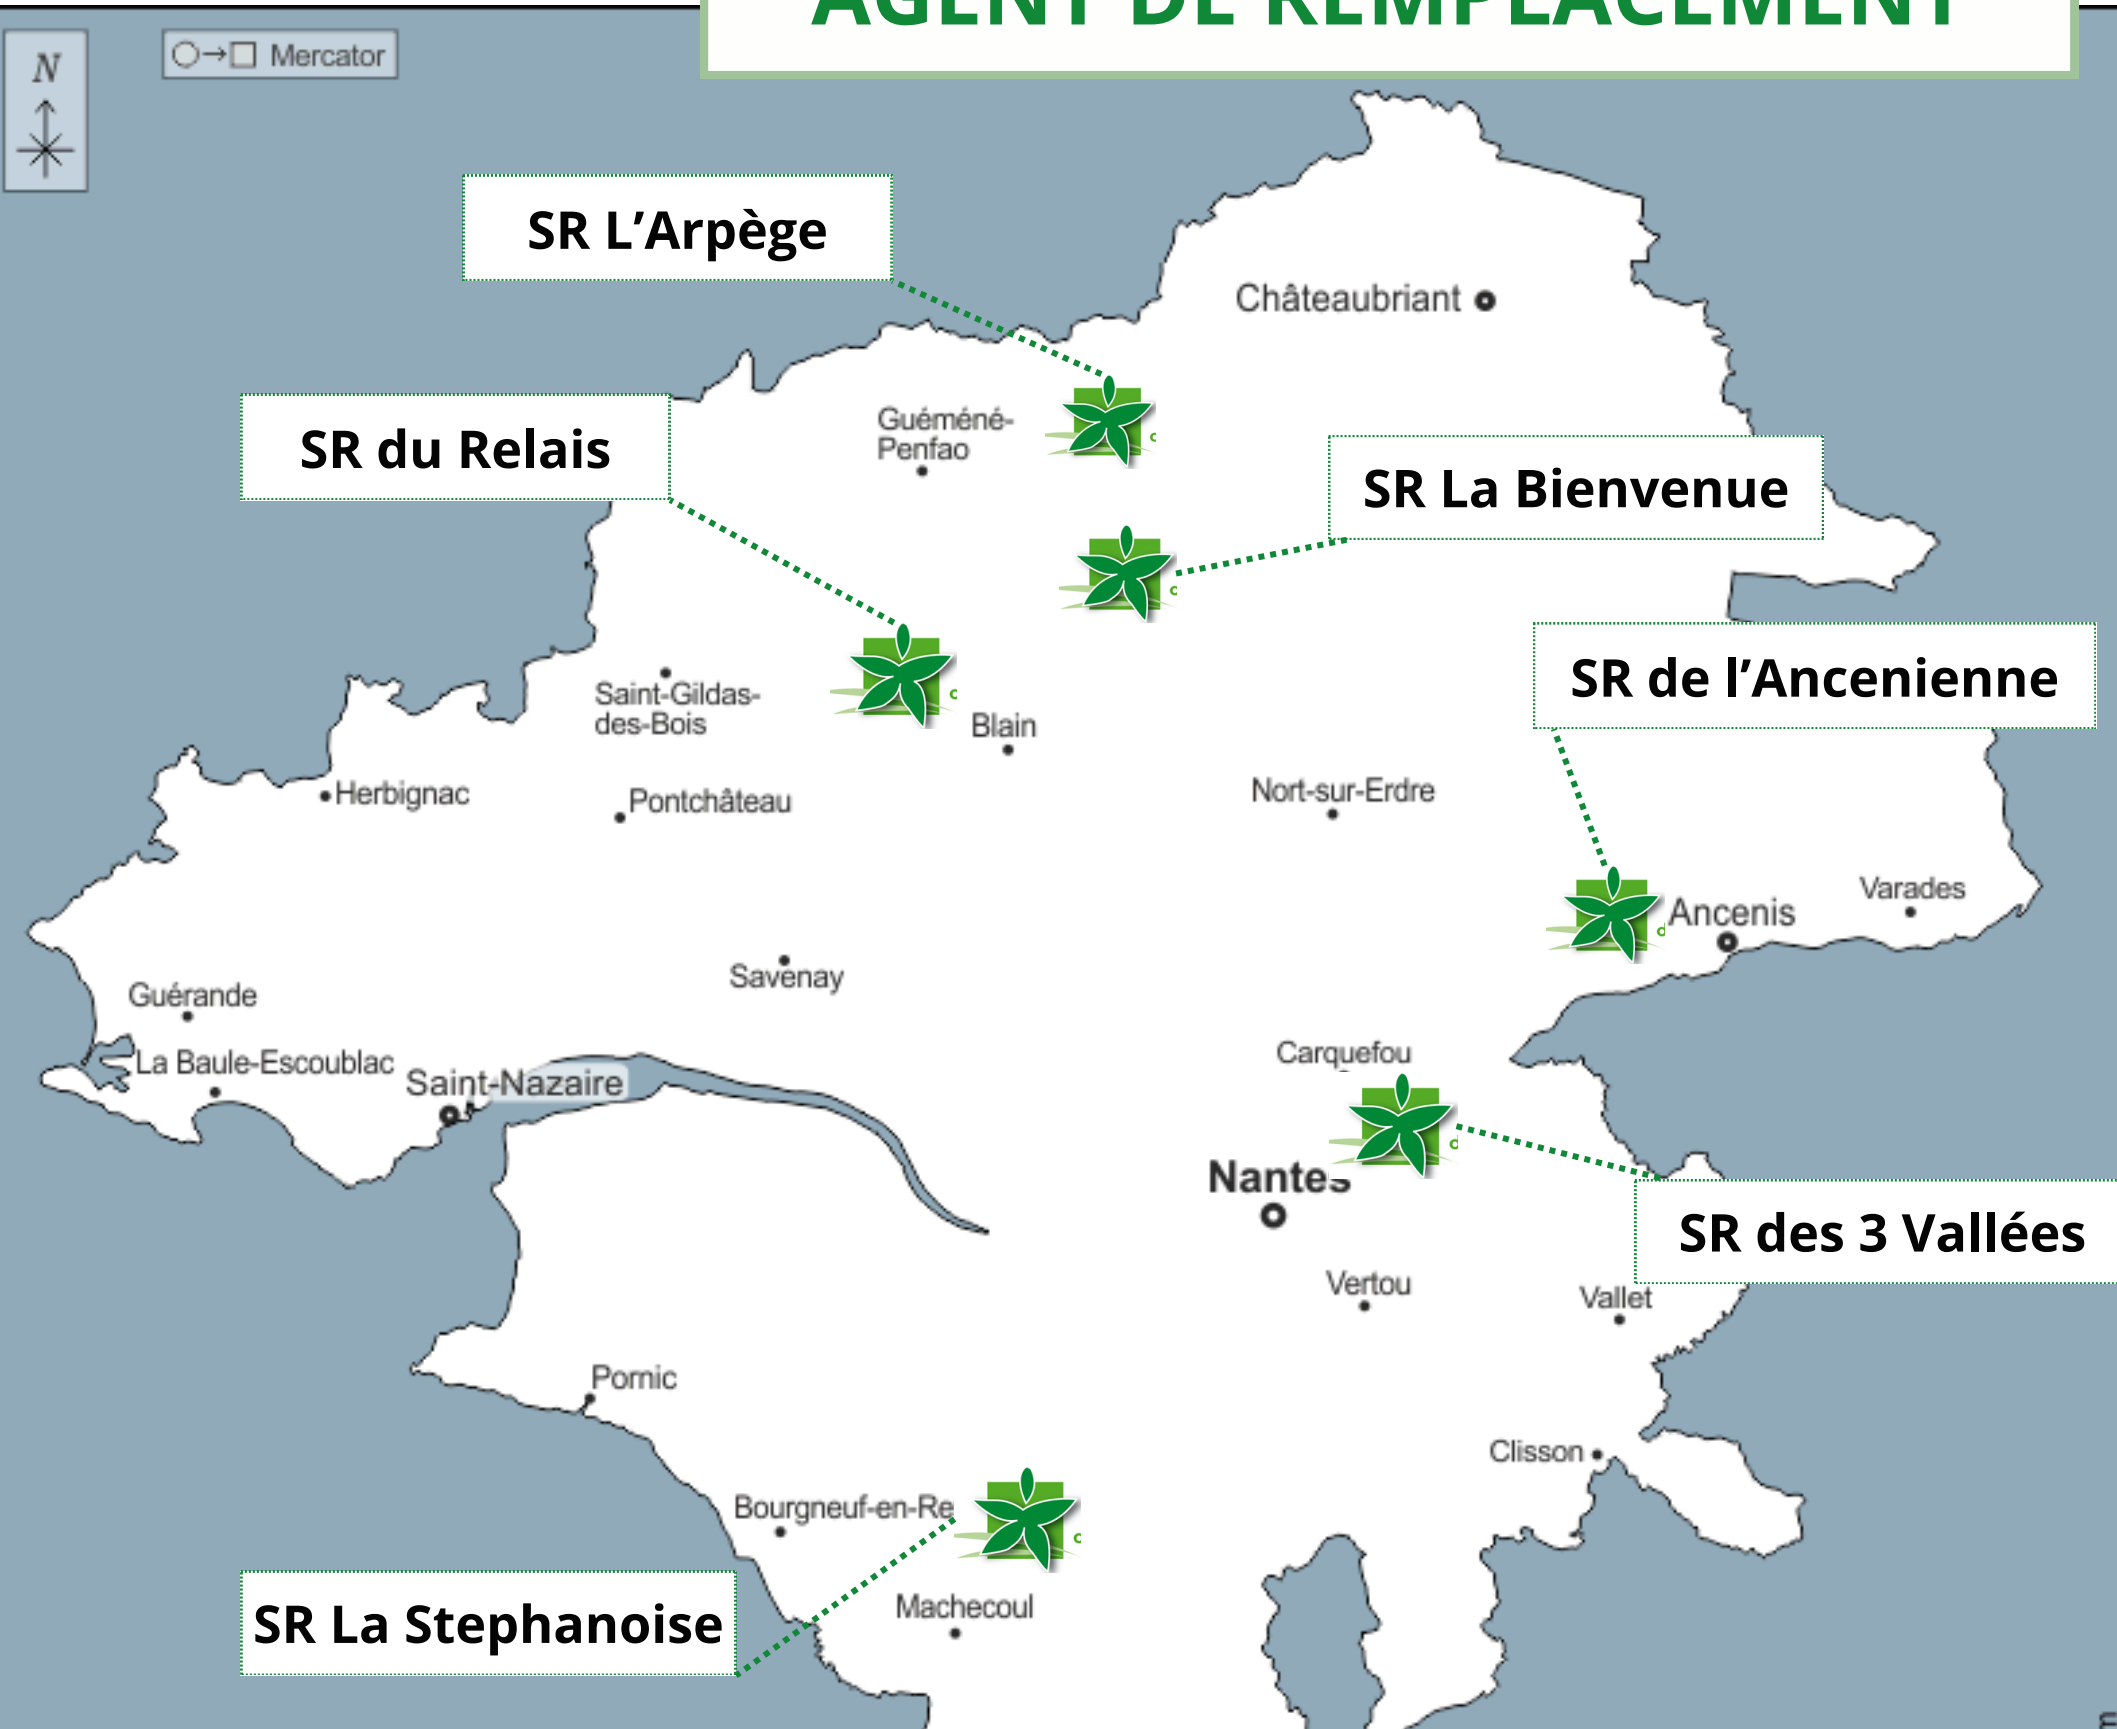 AGENT DE REMPLACEMENT
N
Mercator
SR L’Arpège
Châteaubriant
SR du Relais
Guéméné-
Penfao
SR La Bienvenue
SR de l’Ancenienne
Saint-Gildas-
des-Bois
Blain
Herbignac
Pontchâteau
Nort-sur-Erdre
Varades
Ancenis
Savenay
Guérande
Carquefou
La Baule-Escoublac
Saint-Nazaire
Nantes
SR des 3 Vallées
Vertou
Vallet
Pornic
Clisson
Bourgneuf-en-Re
SR La Stephanoise
Machecoul